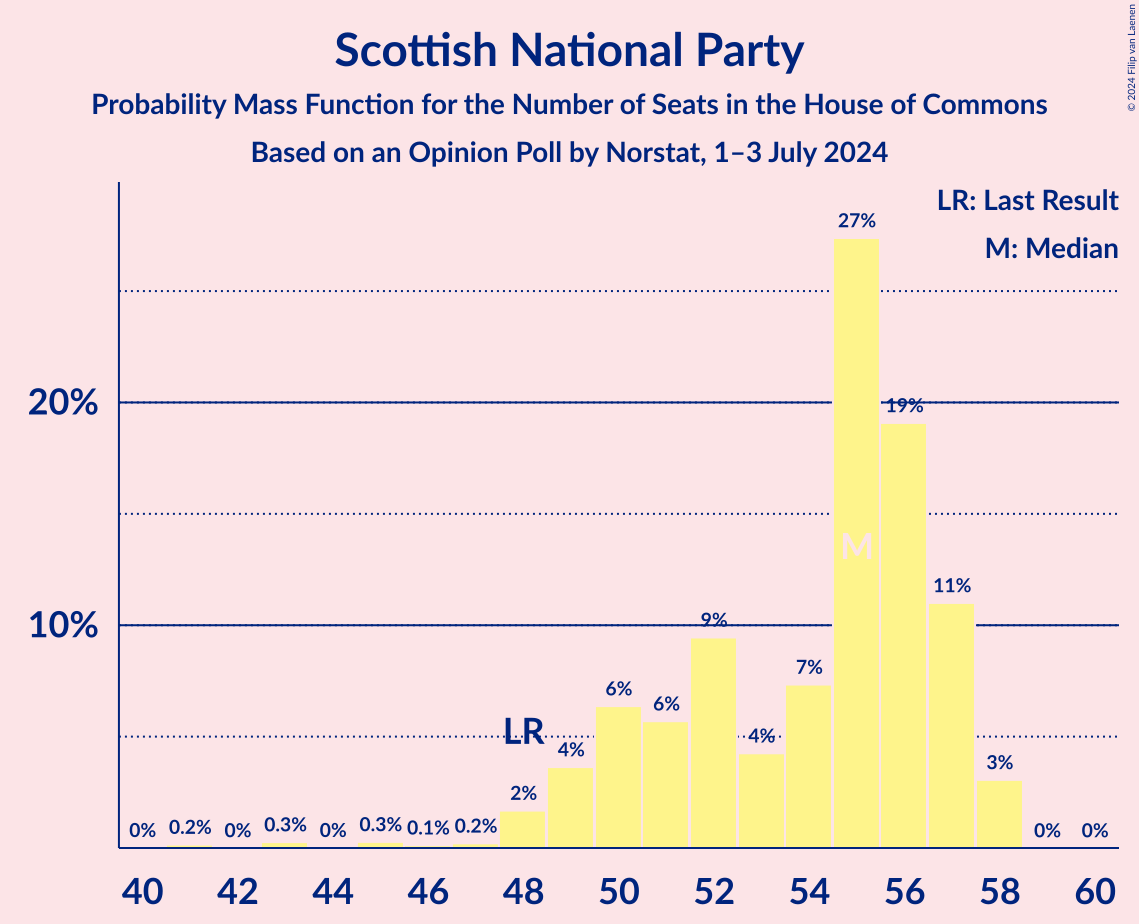 Scottish National Party
Probability Mass Function for the Number of Seats in the House of Commons
Based on an Opinion Poll by Norstat, 1–3 July 2024
© 2024 Filip van Laenen
LR: Last Result
M: Median
27%
20%
19%
M
11%
10%
9%
7%
6%
6%
LR
4%
4%
3%
2%
0%
0.2%
0%
0.3%
0%
0.3%
0.1%
0.2%
0%
0%
40 42 44 46 48 50 52 54 56 58 60